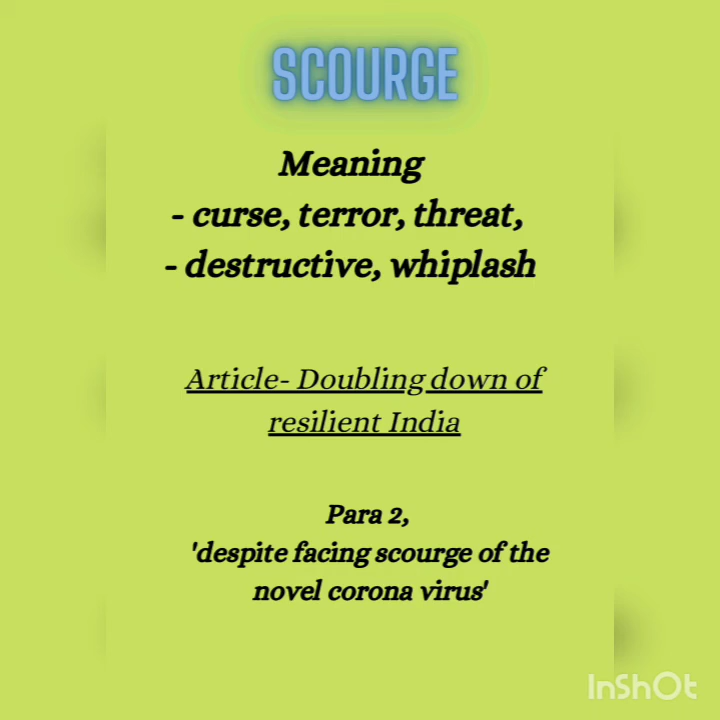 SCOURGE
Meaning
- curse, terror, threat,
- destructive, whiplash
Article- Doubling down of
resilient India
Para 2,
'despite facing scourge of the
novel corona virus'
InShOt